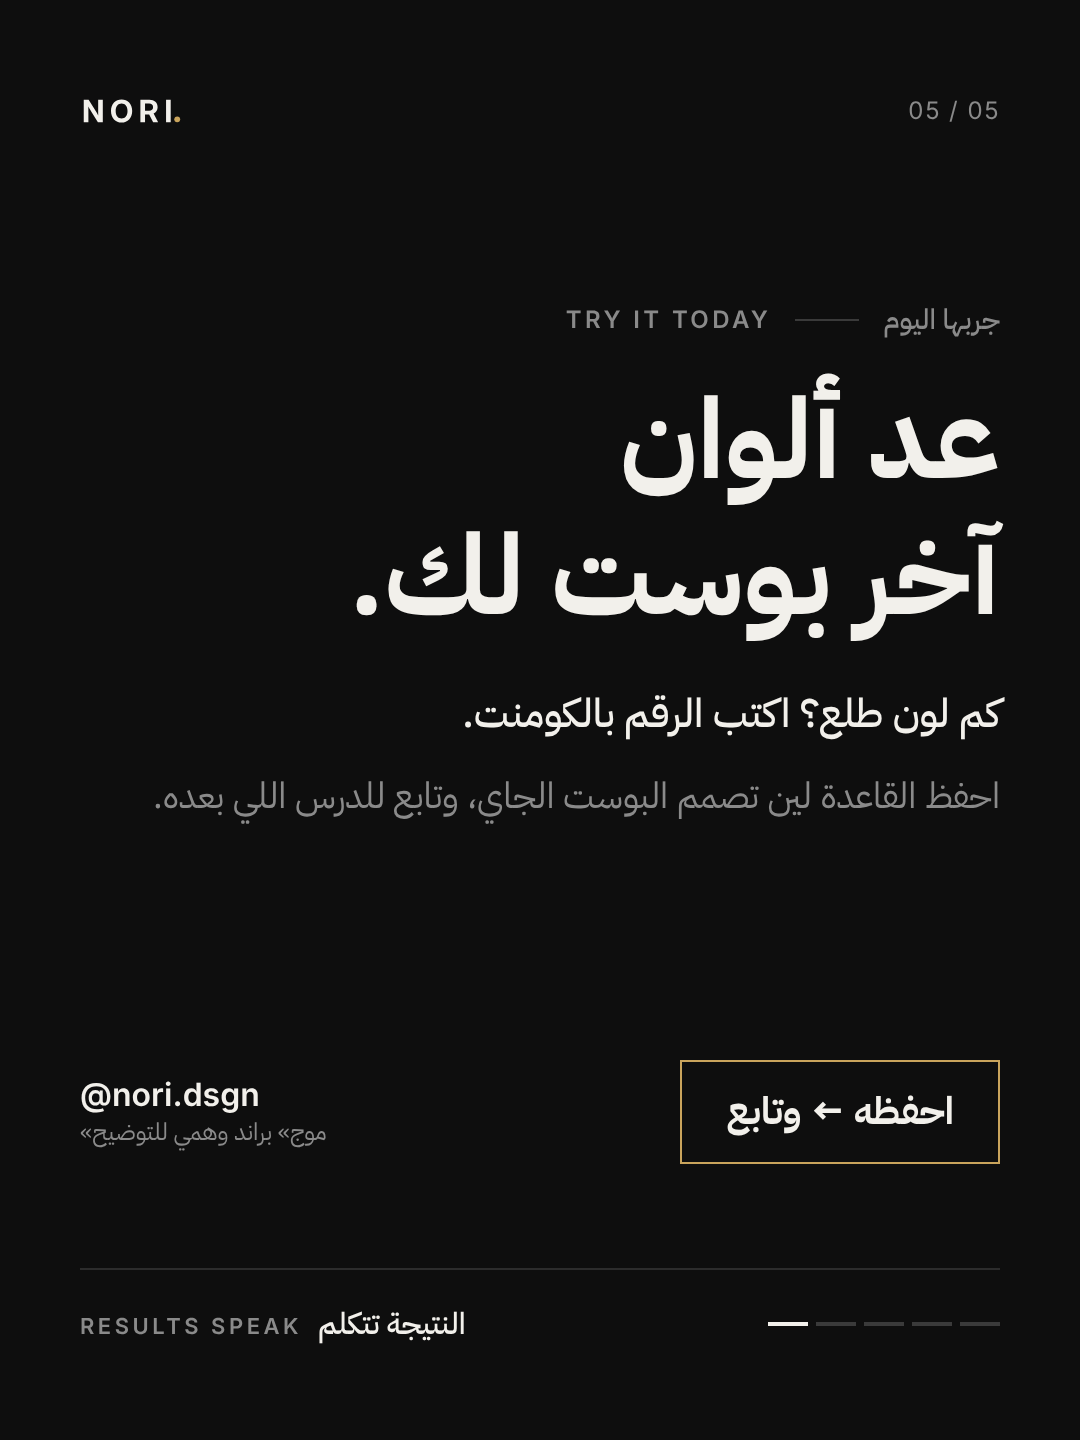 NORI.
05 / 05
جربها اليوم — TRY IT TODAY
عد ألوان
آخر بوست لك.
كم لون طلع؟ اكتب الرقم بالكومنت.
احفظ القاعدة لين تصمم البوست الجاي، وتابع للدرس اللي بعده.
احفظه ← وتابع
@nori.dsgn
موج» براند وهمي للتوضيح»
RESULTS SPEAK النتيجة تتكلم